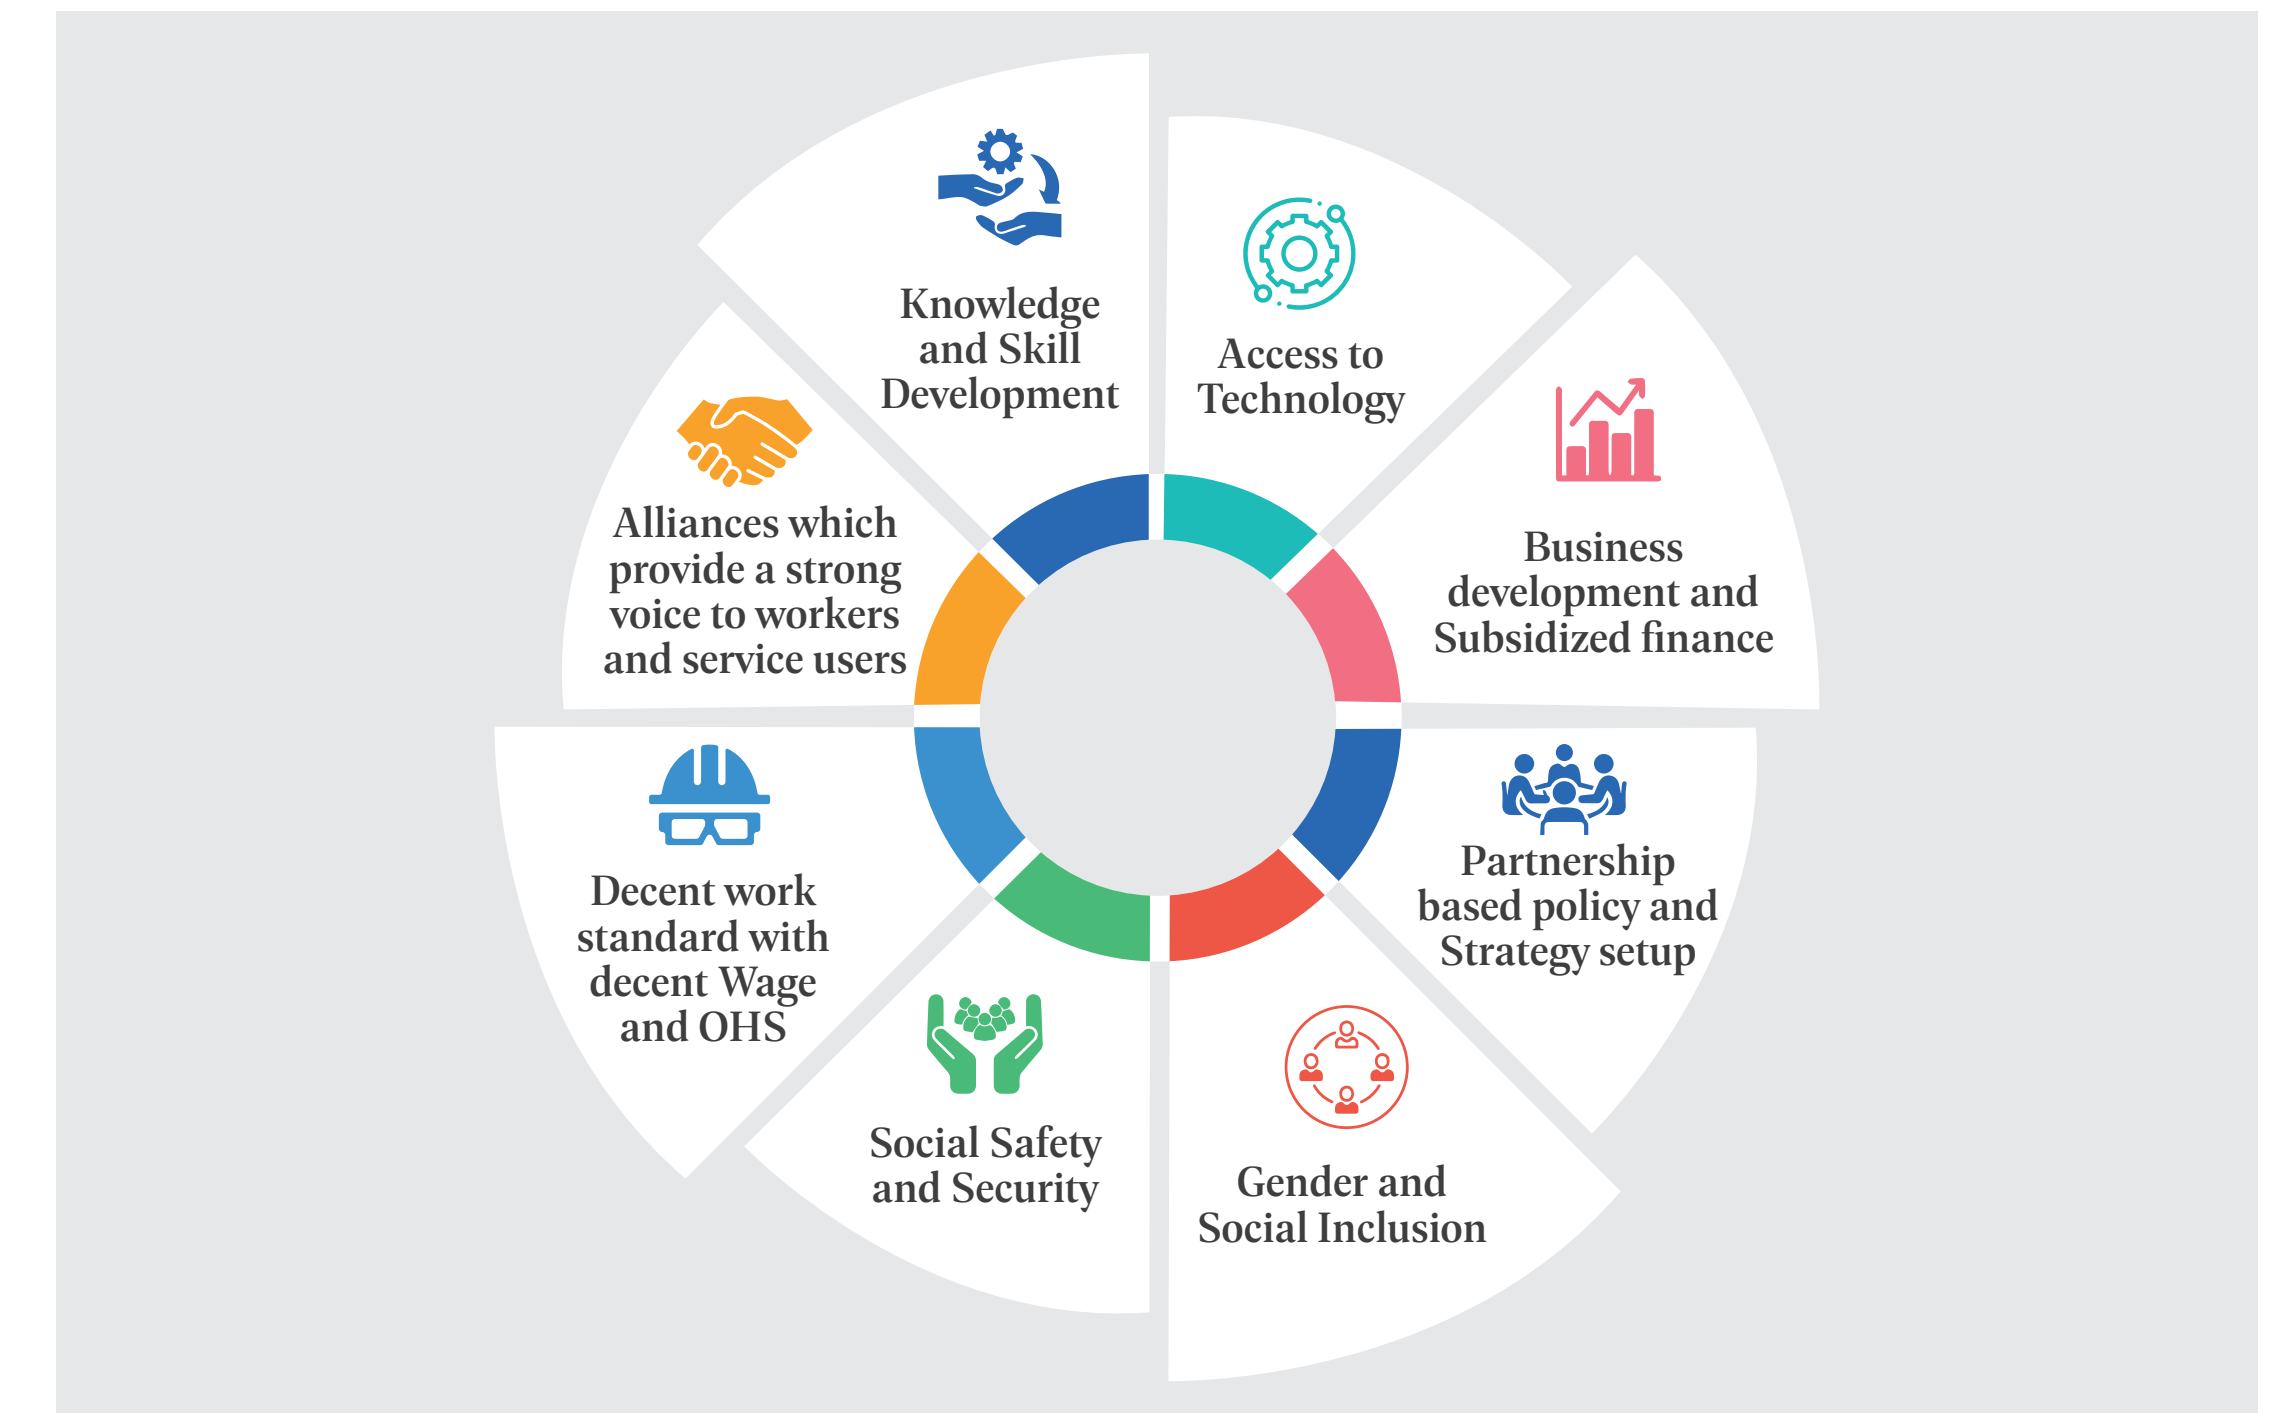 Knowledge
and Skill
Development
Access to
Technology
Business
development and
Subsidized finance
Partnership
based policy and
Strategy setup
Gender and
Social Inclusion
Social Safety
and Security
Decent work
standard with
decent Wage
and OHS
Alliances which
provide a strong
voice to workers
and service users